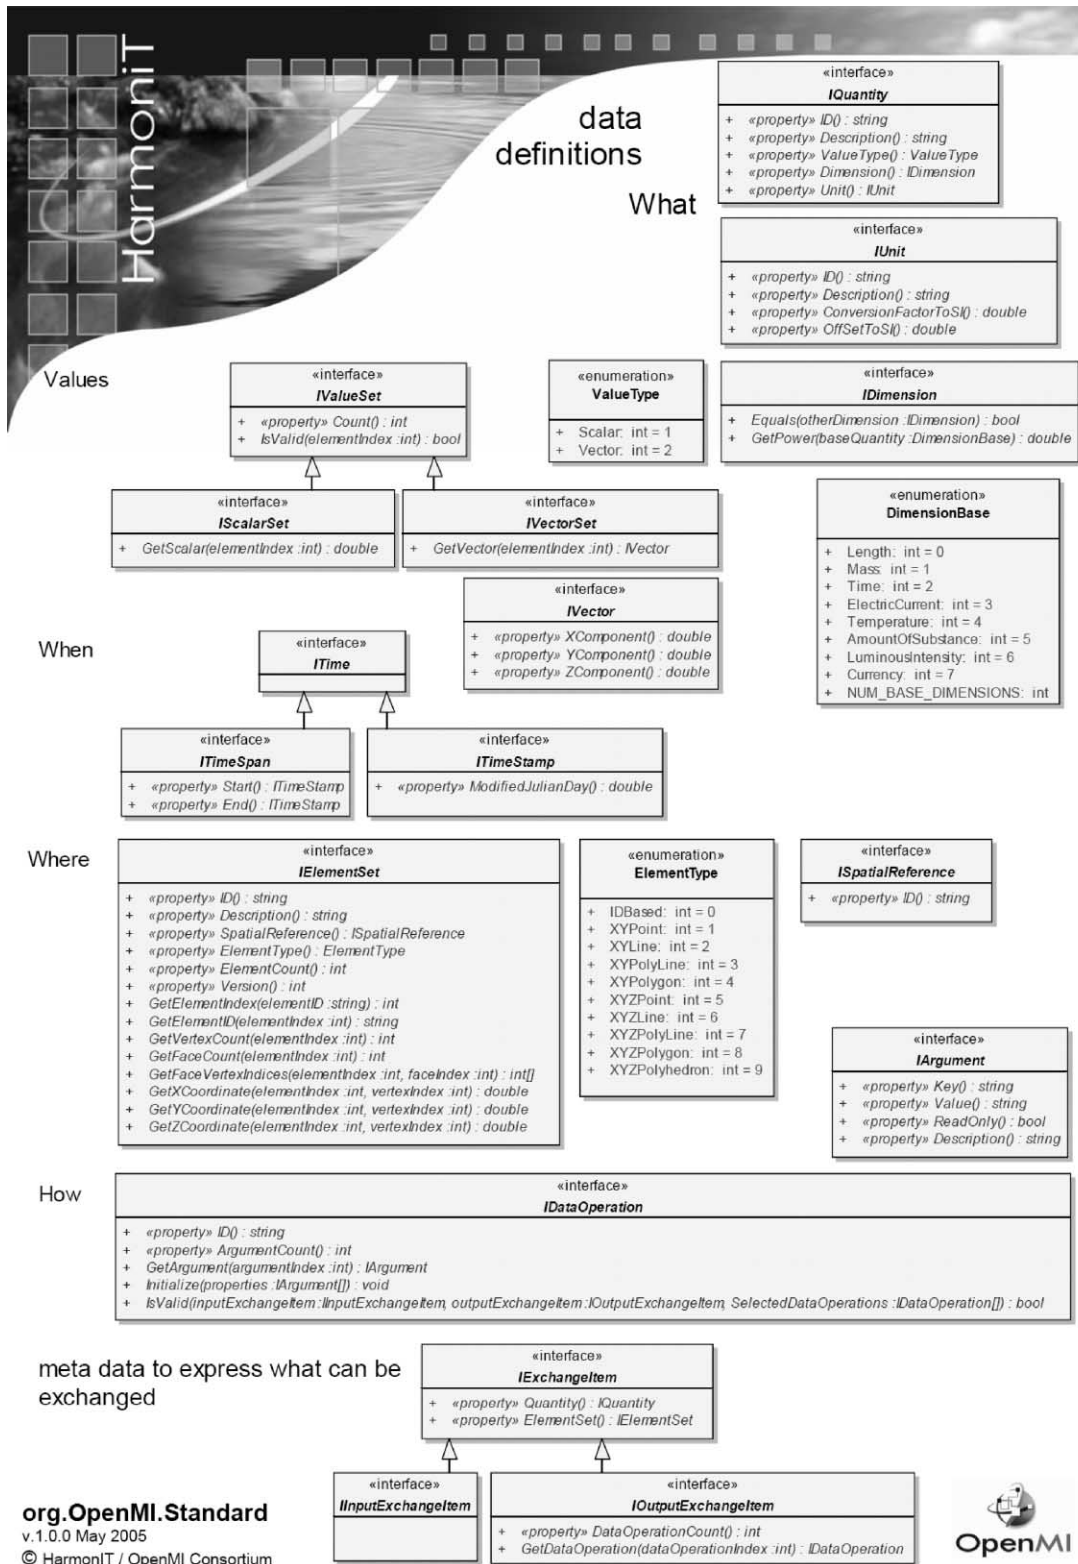 HarmoniT
data
definitions
What
«interface»
IQuantity
+ «property» ID() : string
+ «property» Description() : string
+ «property» ValueType() : ValueType
+ «property» Dimension() : IDimension
+ «property» Unit() : IUnit
«interface»
IUnit
+ «property» ID() : string
+ «property» Description() : string
+ «property» ConversionFactorToSI() : double
+ «property» OffSetToSI() : double
Values
«interface»
IValueSet
+ «property» Count() : int
+ IsValid(elementIndex :int) : bool
«enumeration»
ValueType
+ Scalar: int = 1
+ Vector: int = 2
«interface»
IDimension
+ Equals(otherDimension :IDimension) : bool
+ GetPower(baseQuantity :DimensionBase) : double
«interface»
IScalarSet
+ GetScalar(elementIndex :int) : double
«interface»
IVectorSet
+ GetVector(elementIndex :int) : IVector
«enumeration»
DimensionBase
+ Length: int = 0
+ Mass: int = 1
+ Time: int = 2
+ ElectricCurrent: int = 3
+ Temperature: int = 4
+ AmountOfSubstance: int = 5
+ LuminousIntensity: int = 6
+ Currency: int = 7
+ NUM_BASE_DIMENSIONS: int
«interface»
IVector
+ «property» XComponent() : double
+ «property» YComponent() : double
+ «property» ZComponent() : double
When
«interface»
ITime
«interface»
ITimeSpan
+ «property» Start() : ITimeStamp
+ «property» End() : ITimeStamp
«interface»
ITimeStamp
+ «property» ModifiedJulianDay() : double
Where
«interface»
IElementSet
+ «property» ID() : string
+ «property» Description() : string
+ «property» SpatialReference() : ISpatialReference
+ «property» ElementType() : ElementType
+ «property» ElementCount() : int
+ «property» Version() : int
+ GetElementIndex(elementID :string) : int
+ GetElementID(elementIndex :int) : string
+ GetVertexCount(elementIndex :int) : int
+ GetFaceCount(elementIndex :int) : int
+ GetFaceVertexIndices(elementIndex :int, faceIndex :int) : int[]
+ GetXCoordinate(elementIndex :int, vertexIndex :int) : double
+ GetYCoordinate(elementIndex :int, vertexIndex :int) : double
+ GetZCoordinate(elementIndex :int, vertexIndex :int) : double
«enumeration»
ElementType
+ IDBased: int = 0
+ XYPoint: int = 1
+ XYLine: int = 2
+ XYPolyLine: int = 3
+ XYPolygon: int = 4
+ XYZPoint: int = 5
+ XYZLine: int = 6
+ XYZPolyLine: int = 7
+ XYZPolygon: int = 8
+ XYZPolyhedron: int = 9
«interface»
ISpatialReference
+ «property» ID() : string
«interface»
IArgument
+ «property» Key() : string
+ «property» Value() : string
+ «property» ReadOnly() : bool
+ «property» Description() : string
How
«interface»
IDataOperation
+ «property» ID() : string
+ «property» ArgumentCount() : int
+ GetArgument(argumentIndex :int) : IArgument
+ Initialize(properties :IArgument[]) : void
+ IsValid(inputExchangeItem :IInputExchangeItem, outputExchangeItem :IOutputExchangeItem, SelectedDataOperations :IDataOperation[]) : bool
meta data to express what can be
exchanged
«interface»
IExchangeItem
+ «property» Quantity() : IQuantity
+ «property» ElementSet() : IElementSet
«interface»
IInputExchangeItem
«interface»
IOutputExchangeItem
+ «property» DataOperationCount() : int
+ GetDataOperation(dataOperationIndex :int) : IDataOperation
org.OpenMI.Standard
v.1.0.0 May 2005
© HarmonIT / OpenMI Consortium
OpenMI